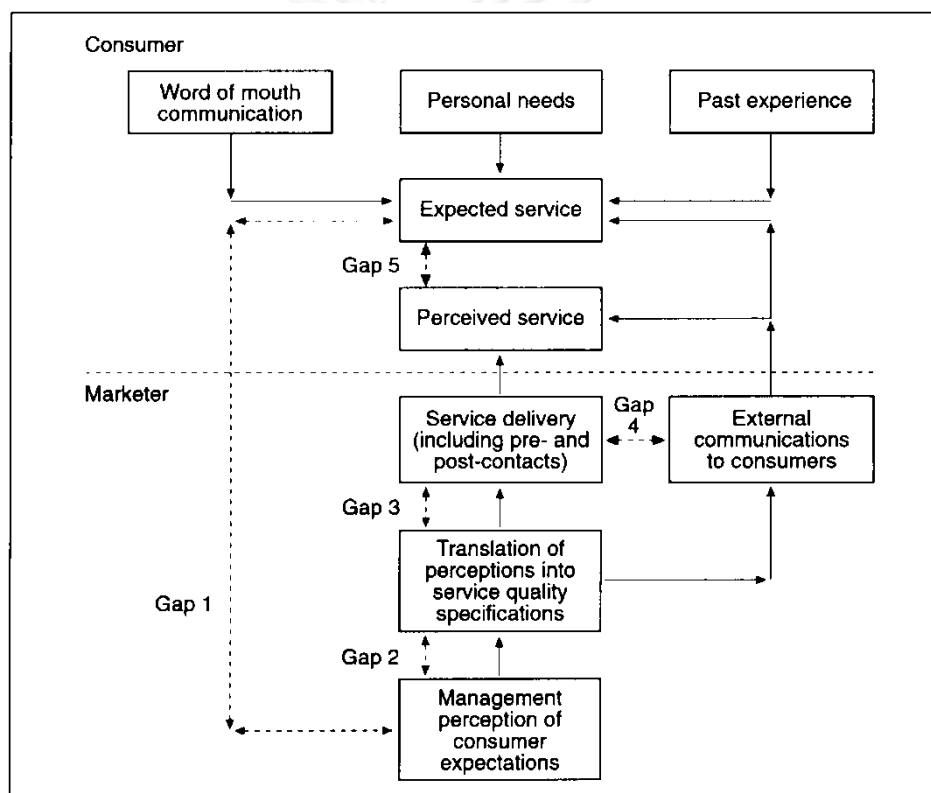 Consumer
Word of mouth
communication
Personal needs
Past experience
Expected service
Gap 5
Perceived service
Marketer
Service delivery
(including pre- and
post-contacts)
Gap
4
External
communications
to consumers
Gap 3
Translation of
perceptions into
service quality
specifications
Gap 1
Gap 2
Management
perception of
consumer
expectations